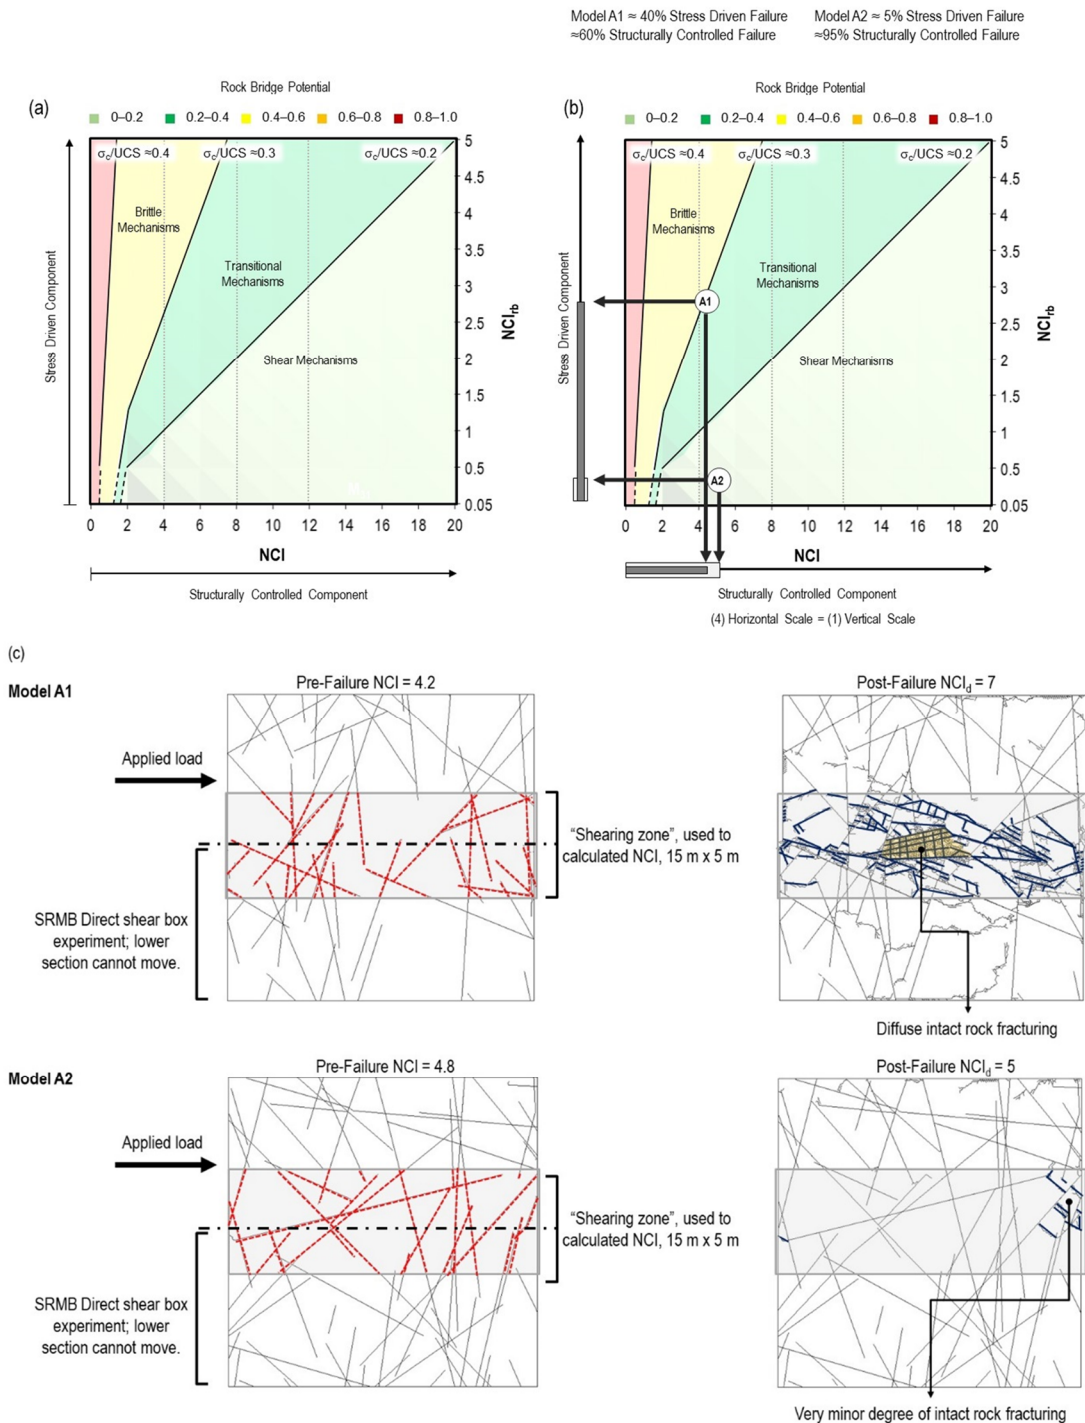 Model A1 ≈ 40% Stress Driven Failure
≈60% Structurally Controlled Failure
Model A2 ≈ 5% Stress Driven Failure
≈95% Structurally Controlled Failure
(a)
Rock Bridge Potential
0–0.2 0.2–0.4 0.4–0.6 0.6–0.8 0.8–1.0
σc/UCS ≈0.4 σc/UCS ≈0.3 σc/UCS ≈0.2
Brittle
Mechanisms
Transitional
Mechanisms
Shear Mechanisms
Stress Driven Component
5
4.5
4
3.5
3
2.5
2
1.5
1
0.5
0.05
NCIrb
0 2 4 6 8 10 12 14 16 18 20
NCI
Structurally Controlled Component
(b)
Rock Bridge Potential
0–0.2 0.2–0.4 0.4–0.6 0.6–0.8 0.8–1.0
σc/UCS ≈0.4 σc/UCS ≈0.3 σc/UCS ≈0.2
Brittle
Mechanisms
Transitional
Mechanisms
A1
Shear Mechanisms
A2
Stress Driven Component
5
4.5
4
3.5
3
2.5
2
1.5
1
0.5
0.05
NCIrb
0 2 4 6 8 10 12 14 16 18 20
NCI
Structurally Controlled Component
(4) Horizontal Scale = (1) Vertical Scale
(c)
Model A1
Pre-Failure NCI = 4.2
Post-Failure NCId = 7
Applied load
"Shearing zone", used to
calculated NCI, 15 m x 5 m
SRMB Direct shear box
experiment; lower
section cannot move.
Diffuse intact rock fracturing
Model A2
Pre-Failure NCI = 4.8
Post-Failure NCId = 5
Applied load
"Shearing zone", used to
calculated NCI, 15 m x 5 m
SRMB Direct shear box
experiment; lower
section cannot move.
Very minor degree of intact rock fracturing